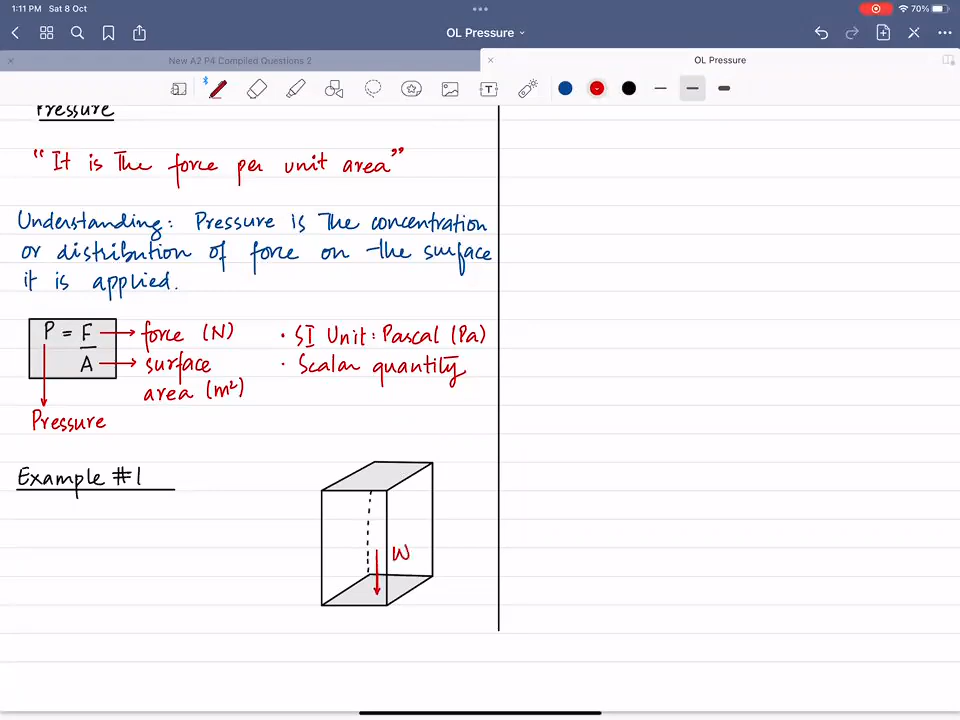 1:11 PM Sat 8 Oct
70%
OL Pressure
New A2 P4 Compiled Questions 2
OL Pressure
T
Pressure
"It is the force per unit area"
Understanding: Pressure is the concentration
or distribution of force on the surface
it is applied.
P = F/A
force (N)
surface
area (m²)
Pressure
· SI Unit: Pascal (Pa)
· Scalar quantity
Example #1
W